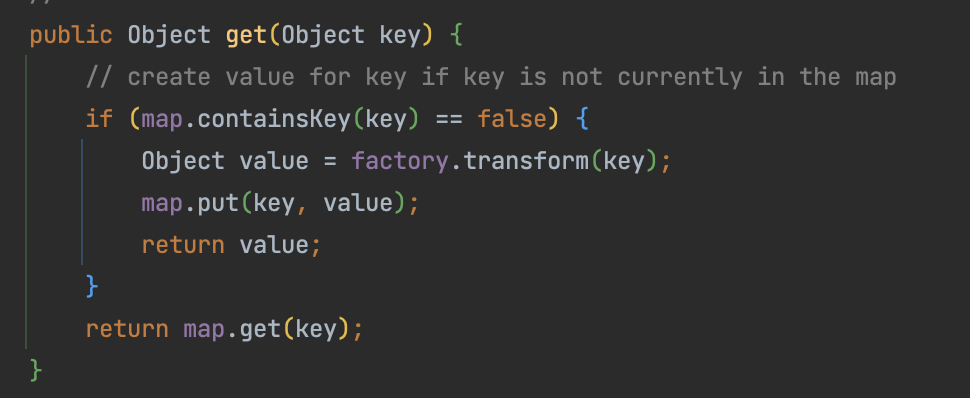 //
public Object get(Object key) {
    // create value for key if key is not currently in the map
    if (map.containsKey(key) == false) {
        Object value = factory.transform(key);
        map.put(key, value);
        return value;
    }
    return map.get(key);
}